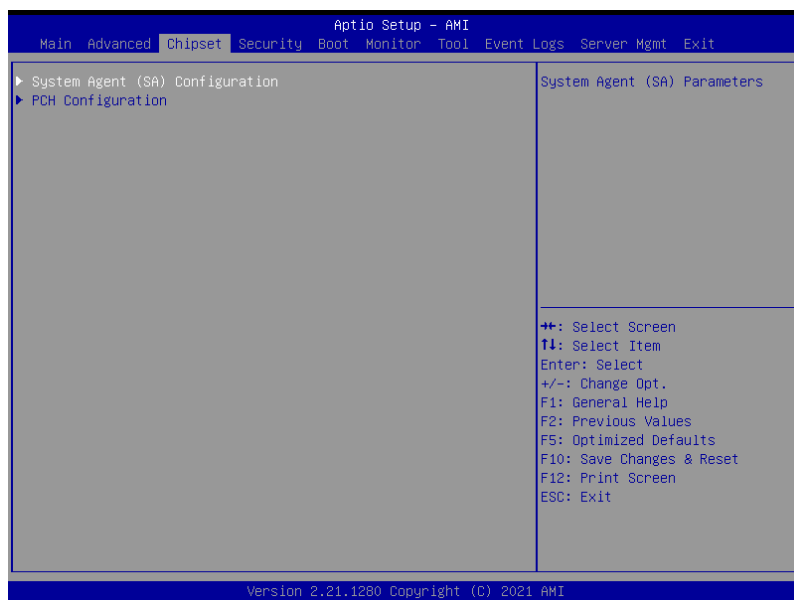 Aptio Setup - AMI
Main Advanced Chipset Security Boot Monitor Tool Event Logs Server Mgmt Exit
System Agent (SA) Configuration
PCH Configuration
System Agent (SA) Parameters
→←: Select Screen
↑↓: Select Item
Enter: Select
+/-: Change Opt.
F1: General Help
F2: Previous Values
F5: Optimized Defaults
F10: Save Changes & Reset
F12: Print Screen
ESC: Exit
Version 2.21.1280 Copyright (C) 2021 AMI